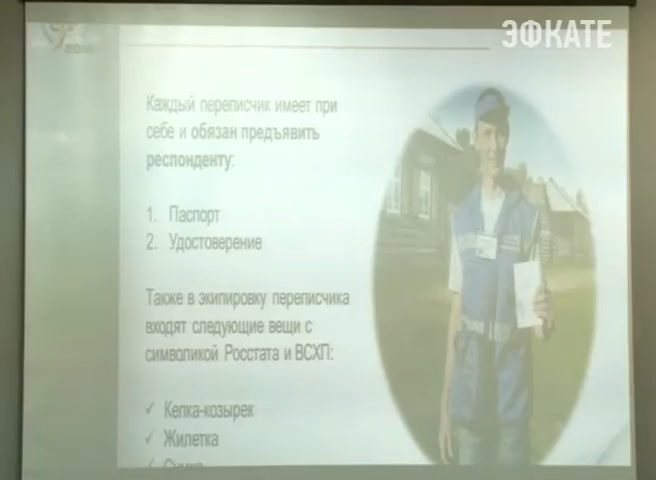 ЭФКАТЕ
Каждый переписчик имеет при
себе и обязан предъявить
респонденту:
1. Паспорт
2. Удостоверение
Также в экипировку переписчика
входят следующие вещи с
символикой Росстата и ВСХП:
✓ Кепка-козырек
✓ Жилетка